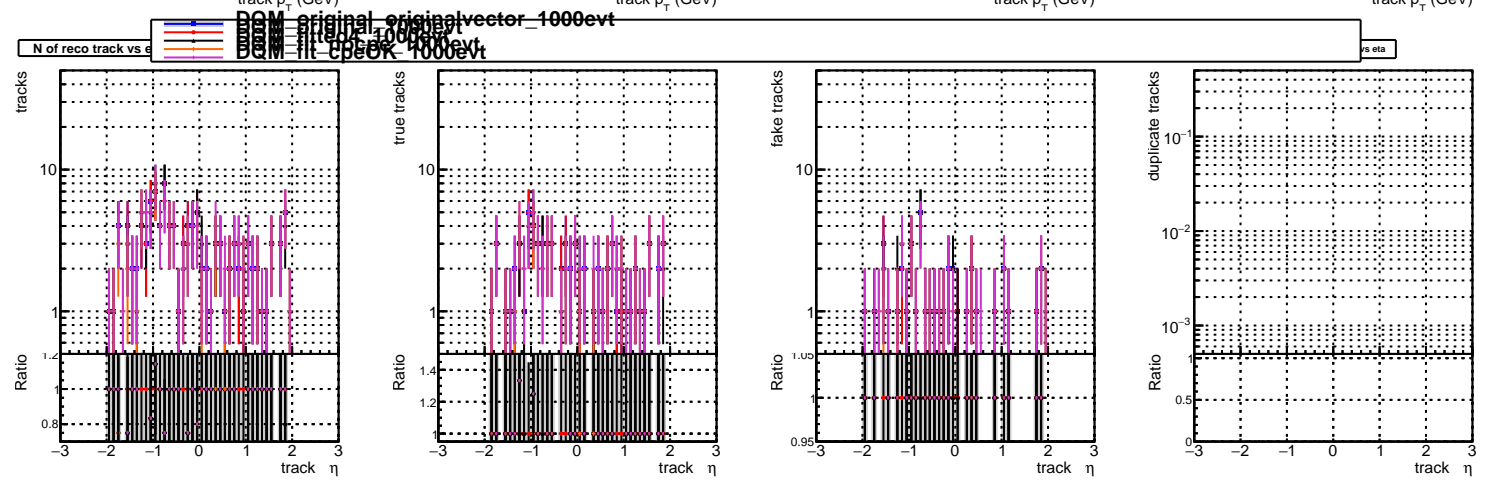 track p_T (GeV)
track p_T (GeV)
track p_T (GeV)
track p_T (GeV)
DQM_original_originalvector_1000evt
DQM_original_1000evt
DQM_fit_cpeOK_1000evt
N of reco track vs e
vs eta
tracks
10
1
Ratio
1.2
1
0.8
−3 −2 −1 0 1 2 3
track η
true tracks
10
1
Ratio
1.4
1.2
1
−3 −2 −1 0 1 2 3
track η
fake tracks
10
1
Ratio
1.05
1
0.95
−3 −2 −1 0 1 2 3
track η
duplicate tracks
10−1
10−2
10−3
Ratio
1
0.5
0
−3 −2 −1 0 1 2 3
track η